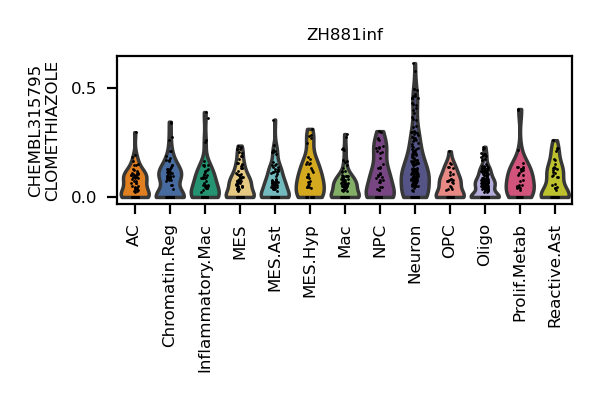 ZH881inf
CHEMBL315795
CLOMETHIAZOLE
0.5
0.0
AC
Chromatin.Reg
Inflammatory.Mac
MES
MES.Ast
MES.Hyp
Mac
NPC
Neuron
OPC
Oligo
Prolif.Metab
Reactive.Ast